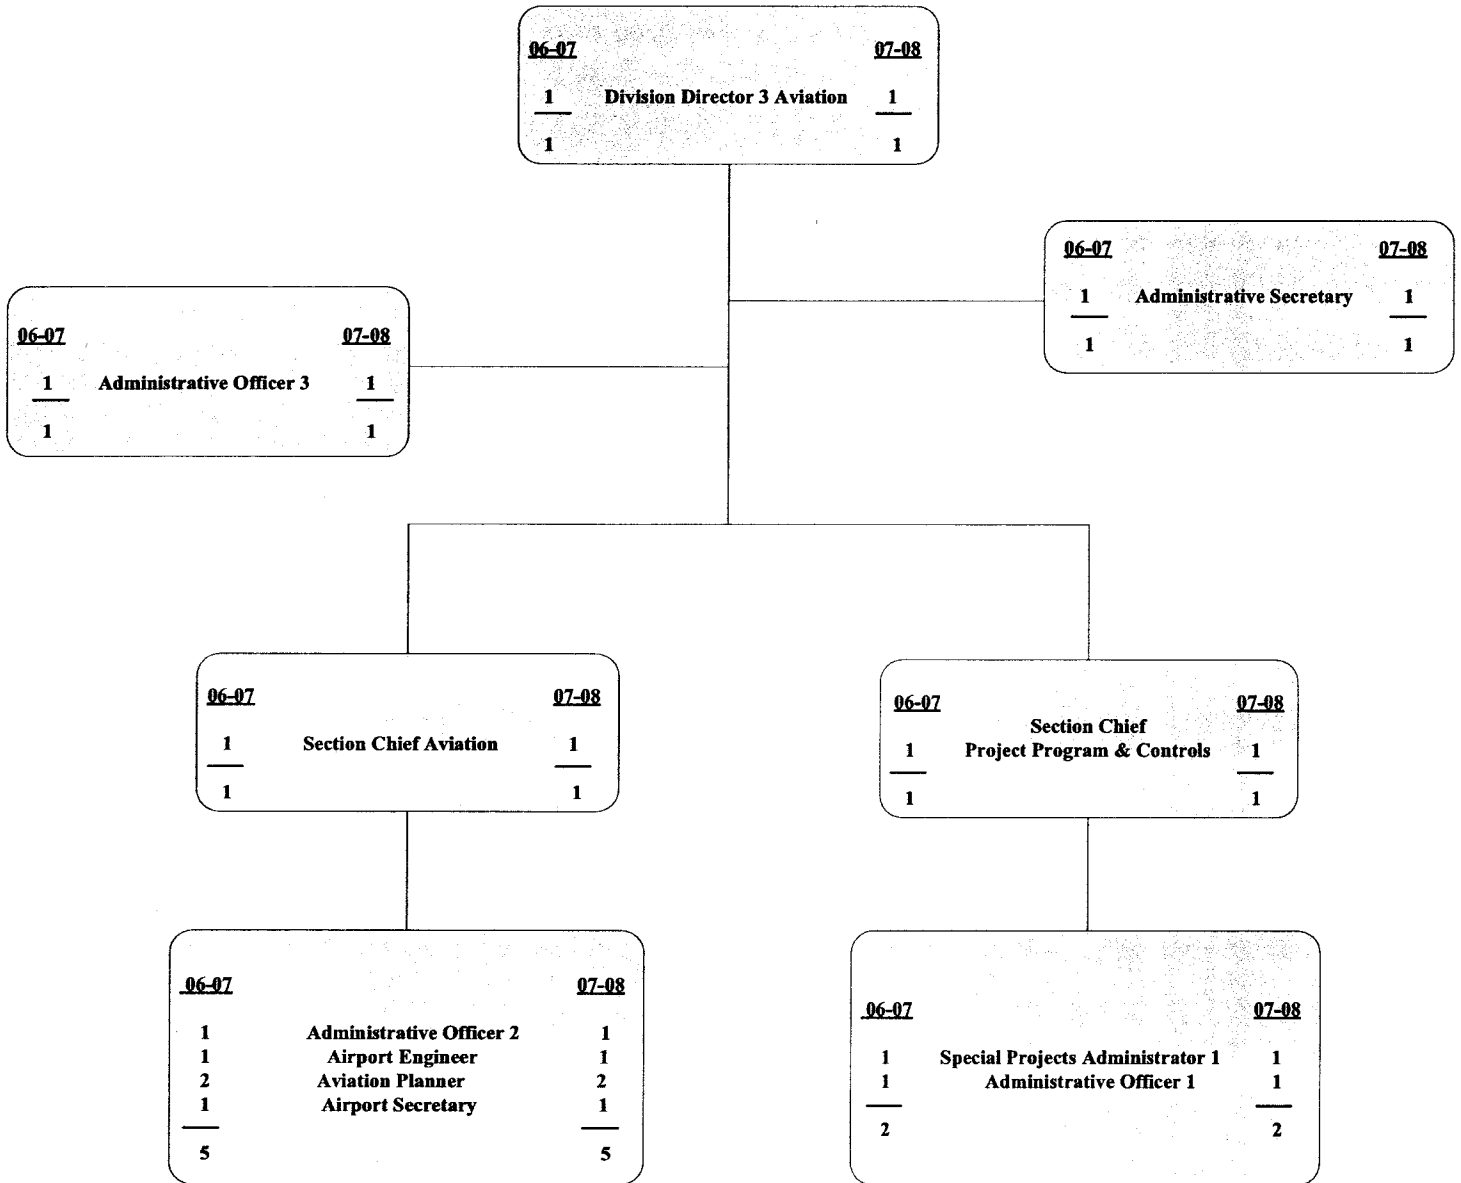 06-07 07-08
1 Division Director 3 Aviation 1
1 1
06-07 07-08
1 Administrative Secretary 1
1 1
06-07 07-08
1 Administrative Officer 3 1
1 1
06-07 07-08
1 Section Chief Aviation 1
1 1
06-07 07-08
Section Chief
1 Project Program & Controls 1
1 1
06-07 07-08
1 Administrative Officer 2 1
1 Airport Engineer 1
2 Aviation Planner 2
1 Airport Secretary 1
5 5
06-07 07-08
1 Special Projects Administrator 1 1
1 Administrative Officer 1 1
2 2